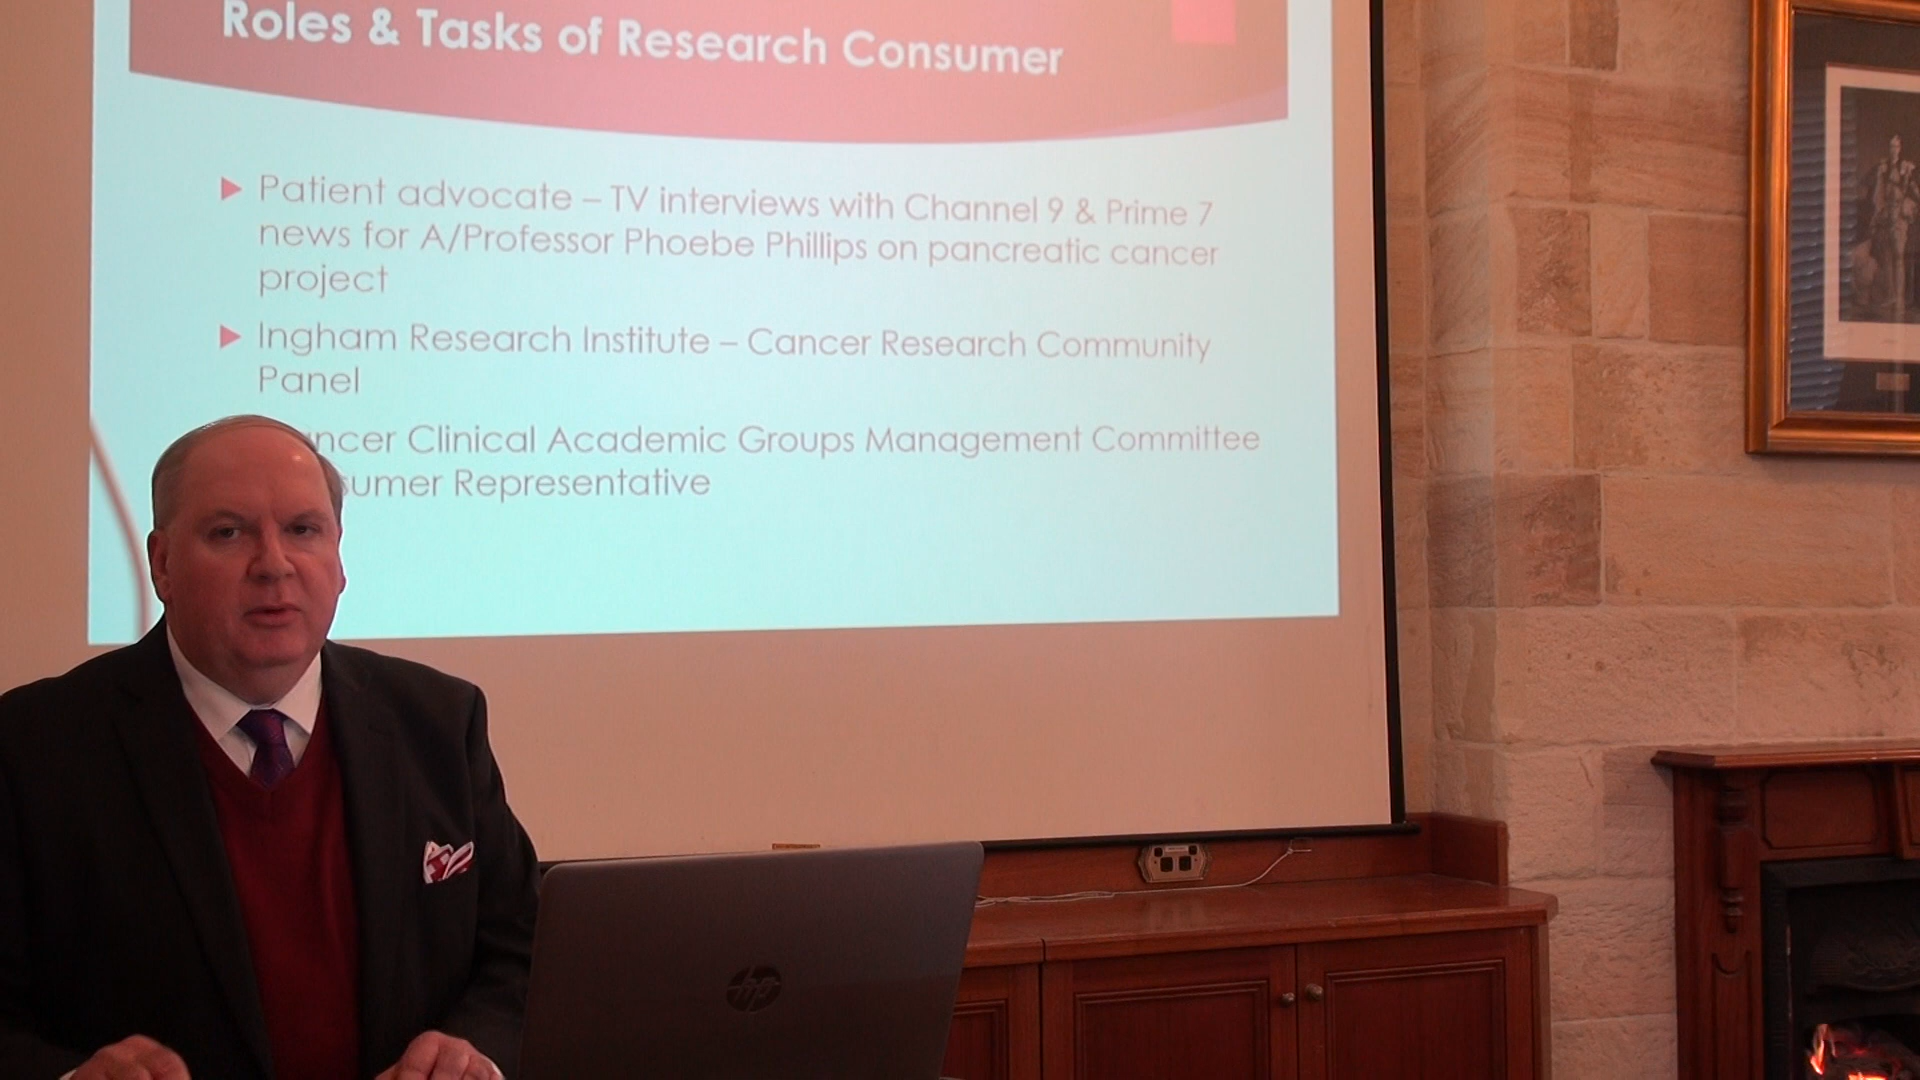 Roles & Tasks of Research Consumer
Patient advocate – TV interviews with Channel 9 & Prime 7
news for A/Professor Phoebe Phillips on pancreatic cancer
project
Ingham Research Institute – Cancer Research Community
Panel
ncer Clinical Academic Groups Management Committee
sumer Representative
hp